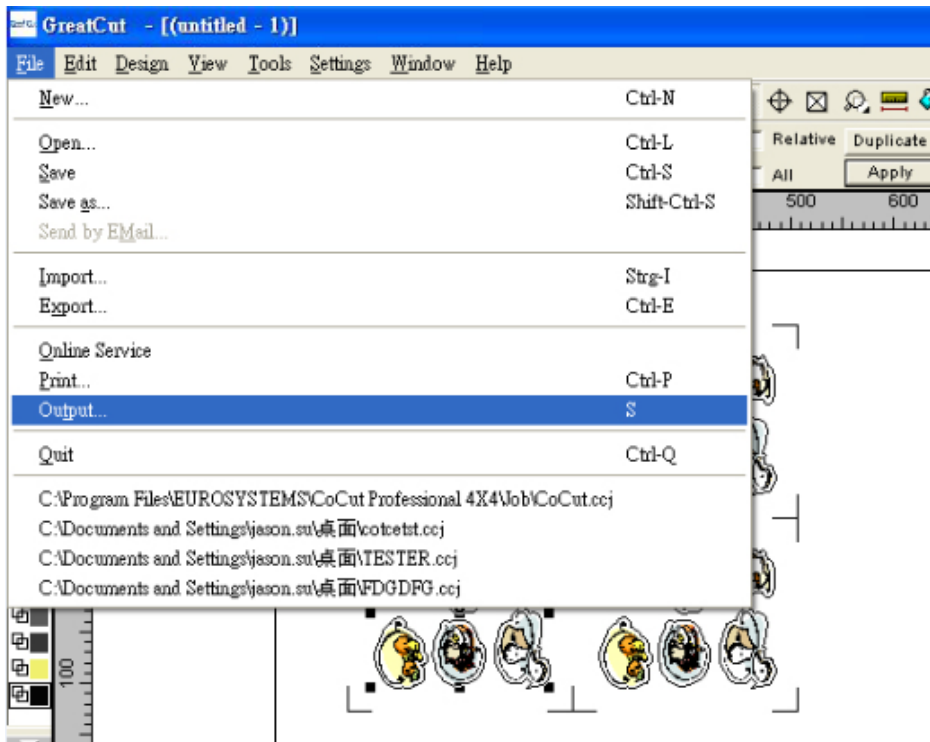 GreatCut - [(untitled - 1)]
File Edit Design View Tools Settings Window Help
New... Ctrl-N
Open... Ctrl-L
Save Ctrl-S
Save as... Shift-Ctrl-S
Send by EMail...
Import... Strg-I
Export... Ctrl-E
Online Service
Print... Ctrl-P
Output... S
Quit Ctrl-Q
C:\Program Files\EUROSYSTEMS\CoCut Professional 4X4\Job\CoCut.ccj
C:\Documents and Settings\jason.su\桌面\cotcetst.ccj
C:\Documents and Settings\jason.su\桌面\TESTER.ccj
C:\Documents and Settings\jason.su\桌面\FDGDFG.ccj
Relative Duplicate
All Apply
500 600
100